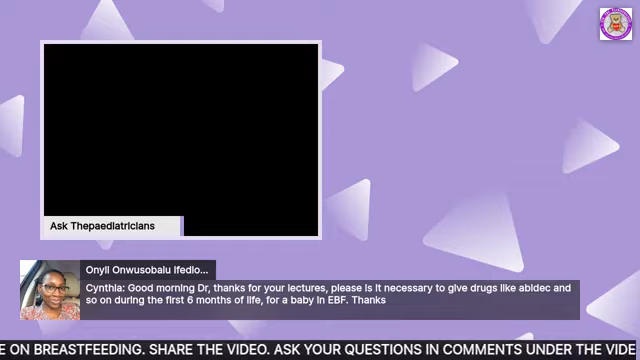 Ask Thepaediatricians
Onyii Onwusobalu Ifedio...
Cynthia: Good morning Dr, thanks for your lectures, please is it necessary to give drugs like abidec and
so on during the first 6 months of life, for a baby in EBF. Thanks
E ON BREASTFEEDING. SHARE THE VIDEO. ASK YOUR QUESTIONS IN COMMENTS UNDER THE VIDE